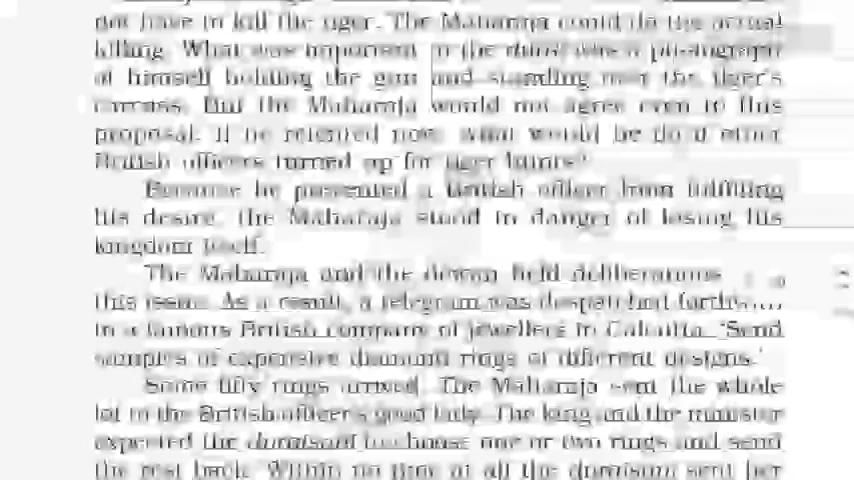 not have to kill the tiger. The Maharaja could do the actual
killing. What was important to the durai was a photograph
of himself holding the gun and standing over the tiger's
carcass. But the Maharaja would not agree even to this
proposal. If he relented now, what would he do if other
British officers turned up for tiger hunts?
Because he prevented a British officer from fulfilling
his desire, the Maharaja stood in danger of losing his
kingdom itself.
The Maharaja and the dewan held deliberations
this issue. As a result, a telegram was despatched forthwith
to a famous British company of jewellers in Calcutta. 'Send
samples of expensive diamond rings of different designs.'
Some fifty rings arrived. The Maharaja sent the whole
lot to the British officer's good lady. The king and the minister
expected the duraisani to choose one or two rings and send
the rest back. Within no time at all the duraisani sent her